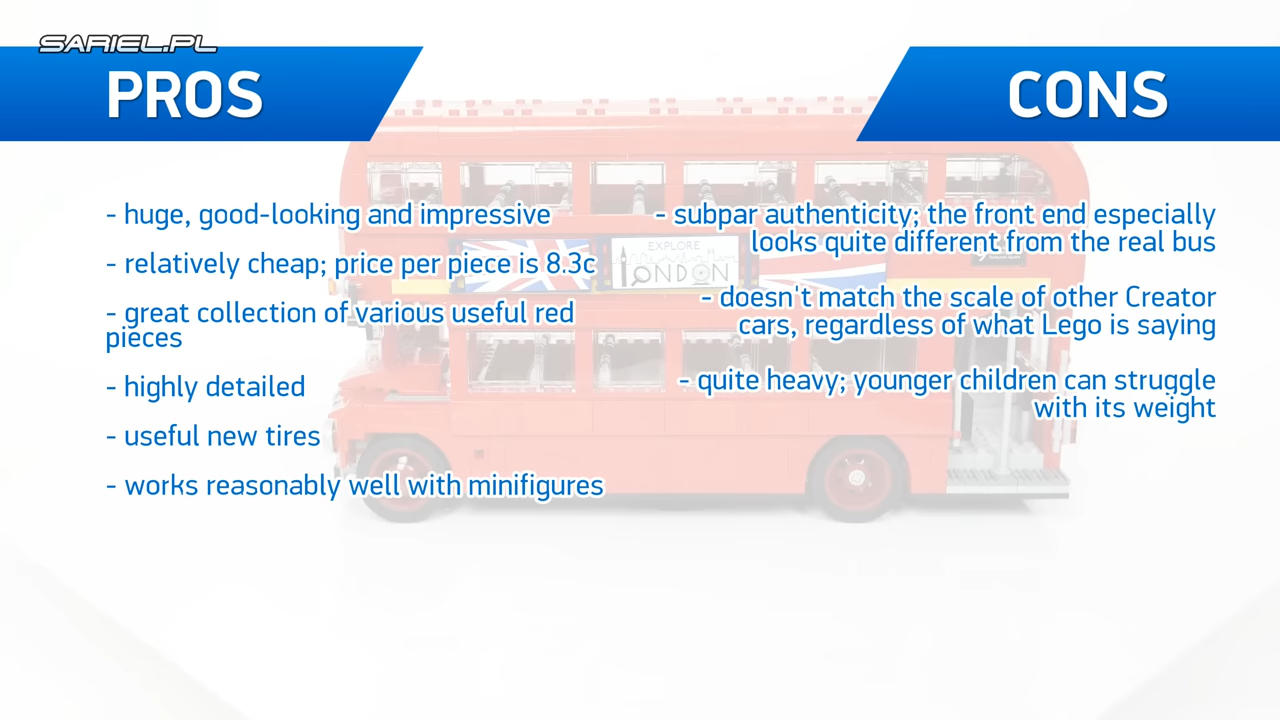 SARIEL.PL
PROS
- huge, good-looking and impressive
- relatively cheap; price per piece is 8.3c
- great collection of various useful red
pieces
- highly detailed
- useful new tires
- works reasonably well with minifigures
CONS
- subpar authenticity; the front end especially
looks quite different from the real bus
- doesn't match the scale of other Creator
cars, regardless of what Lego is saying
- quite heavy; younger children can struggle
with its weight
EXPLORE
LONDON